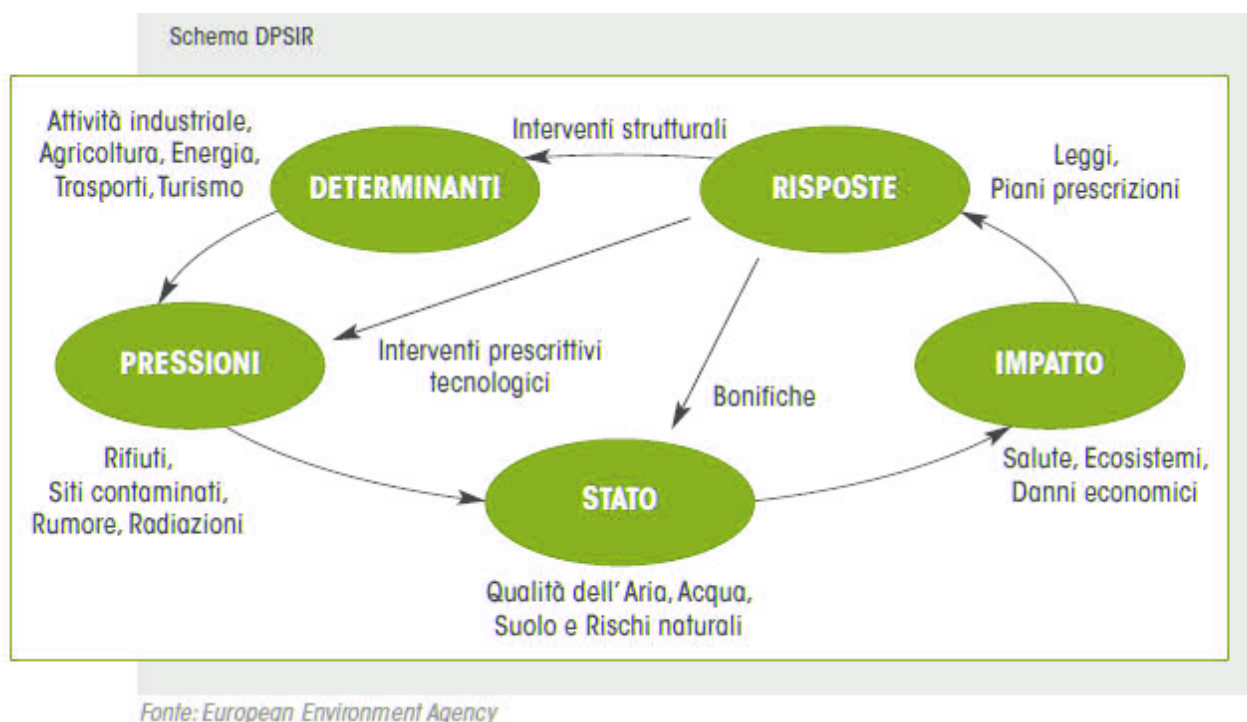 Schema DPSIR
Attività industriale,
Agricoltura, Energia,
Trasporti, Turismo
DETERMINANTI
Interventi strutturali
RISPOSTE
Leggi,
Piani prescrizioni
PRESSIONI
Interventi prescrittivi
tecnologici
Bonifiche
IMPATTO
Rifiuti,
Siti contaminati,
Rumore, Radiazioni
STATO
Salute, Ecosistemi,
Danni economici
Qualità dell'Aria, Acqua,
Suolo e Rischi naturali
Fonte: European Environment Agency